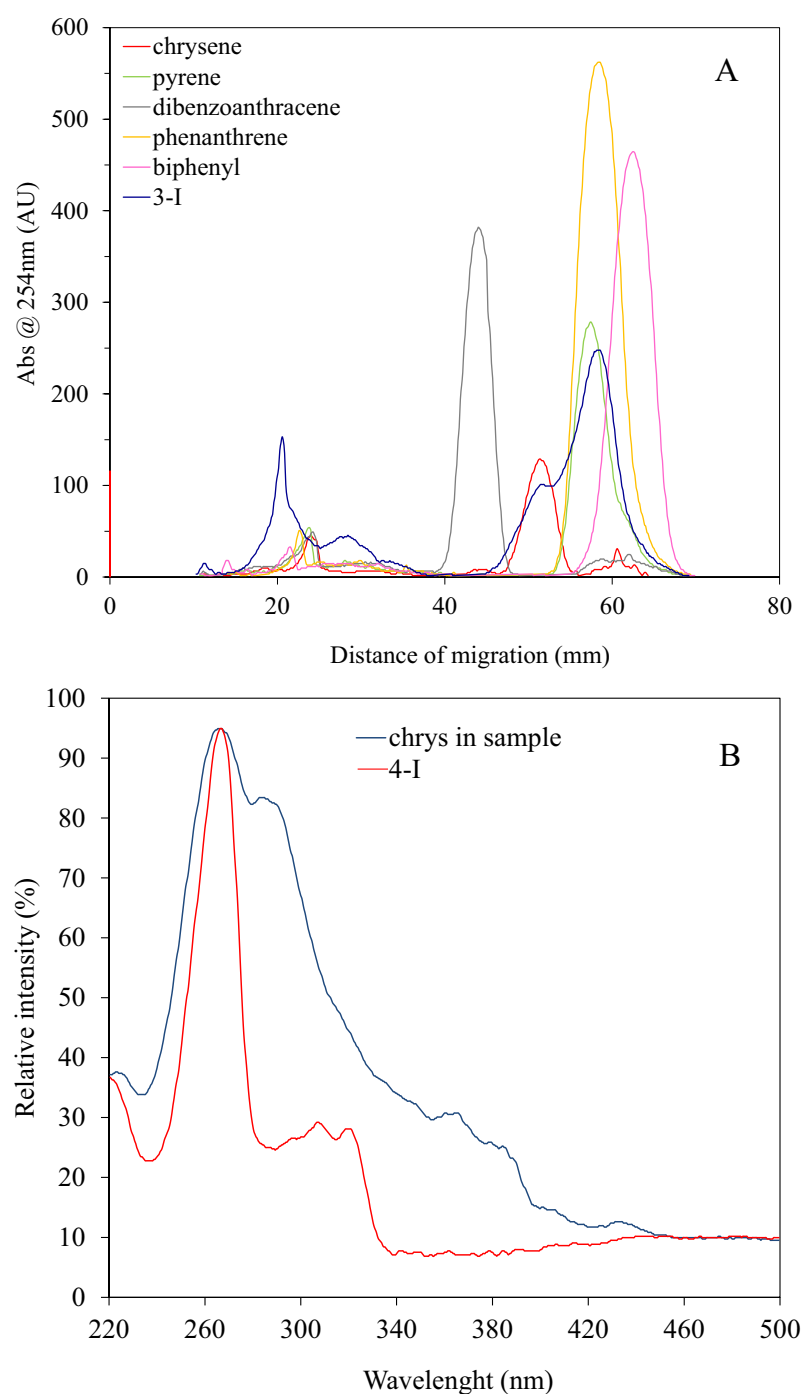 600
500
400
300
200
100
0
Abs @ 254nm (AU)
chrysene
pyrene
dibenzoanthracene
phenanthrene
biphenyl
3-I
A
0 20 40 60 80
Distance of migration (mm)
100
90
80
70
60
50
40
30
20
10
0
Relative intensity (%)
chrys in sample
4-I
B
220 260 300 340 380 420 460 500
Wavelenght (nm)